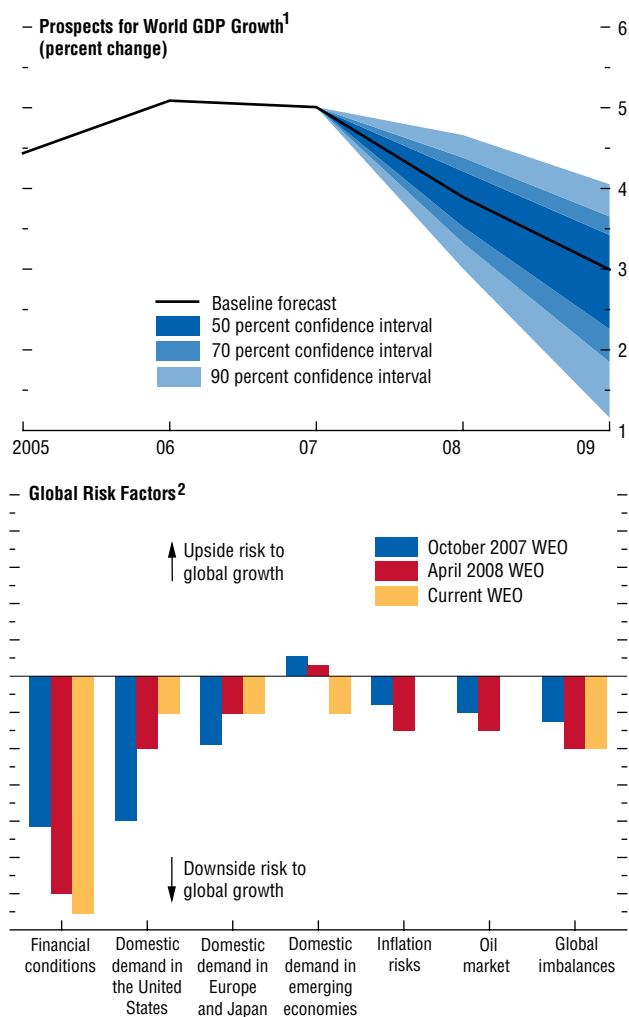 Prospects for World GDP Growth1
(percent change)
6
5
4
3
2
1
Baseline forecast
50 percent confidence interval
70 percent confidence interval
90 percent confidence interval
2005
06
07
08
09
Global Risk Factors2
Upside risk to
global growth
October 2007 WEO
April 2008 WEO
Current WEO
Downside risk to
global growth
Financial
conditions
Domestic
demand in
the United
States
Domestic
demand in
Europe
and Japan
Domestic
demand in
emerging
economies
Inflation
risks
Oil
market
Global
imbalances